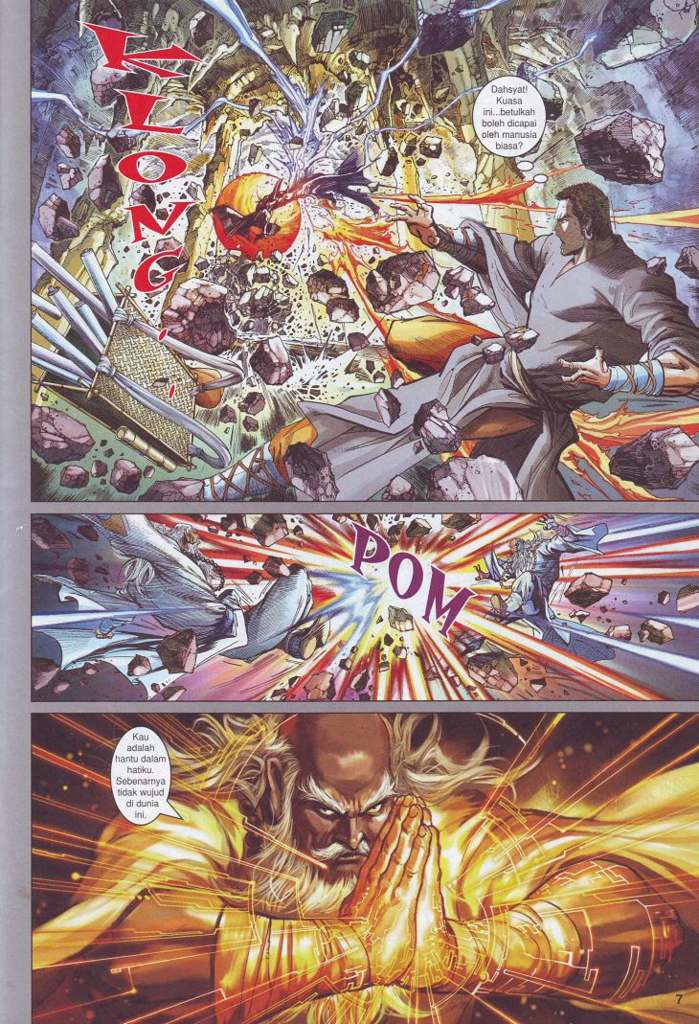 KLONG
Dahsyat!
Kuasa
ini...betulkah
boleh dicapai
oleh manusia
biasa?
POM
Kau
adalah
hantu dalam
hatiku.
Sebenarnya
tidak wujud
di dunia
ini.
7